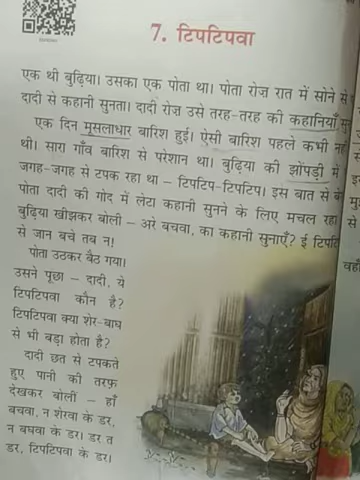 7. टिपटिपवा
एक थी बुढ़िया। उसका एक पोता था। पोता रोज़ रात में सोने से
दादी से कहानी सुनता। दादी रोज़ उसे तरह-तरह की कहानियाँ
एक दिन मुसलाधार बारिश हुई। ऐसी बारिश पहले कभी
थी। सारा गाँव बारिश से परेशान था। बुढ़िया की झोंपड़ी में
जगह-जगह से टपक रहा था – टिपटिप-टिपटिप। इस बात से
पोता दादी की गोद में लेटा कहानी सुनने के लिए मचल रहा
बुढ़िया खीझकर बोली – अरे बचवा, का कहानी सुनाएँ? ई
से जान बचे तब न!
पोता उठकर बैठ गया।
उसने पूछा – दादी, ये
टिपटिपवा कौन है?
टिपटिपवा क्या शेर-बाघ
से भी बड़ा होता है?
दादी छत से टपकते
हुए पानी की तरफ़
देखकर बोलीं – हाँ
बचवा, न शेरवा के डर,
न बघवा के डर। डर त
डर, टिपटिपवा के डर।